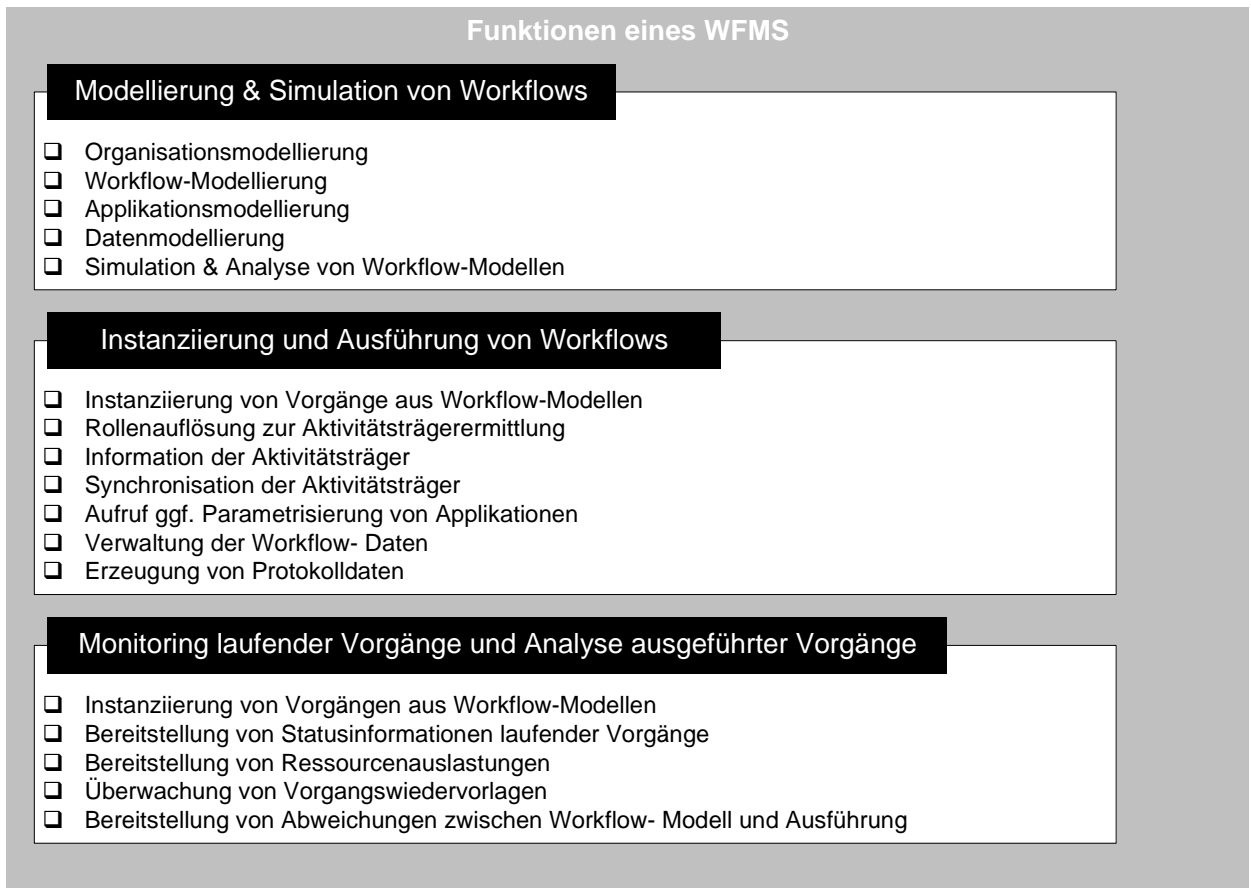 Funktionen eines WFMS
Modellierung & Simulation von Workflows
Organisationsmodellierung
Workflow-Modellierung
Applikationsmodellierung
Datenmodellierung
Simulation & Analyse von Workflow-Modellen
Instanziierung und Ausführung von Workflows
Instanziierung von Vorgänge aus Workflow-Modellen
Rollenauflösung zur Aktivitätsträgerermittlung
Information der Aktivitätsträger
Synchronisation der Aktivitätsträger
Aufruf ggf. Parametrisierung von Applikationen
Verwaltung der Workflow- Daten
Erzeugung von Protokolldaten
Monitoring laufender Vorgänge und Analyse ausgeführter Vorgänge
Instanziierung von Vorgängen aus Workflow-Modellen
Bereitstellung von Statusinformationen laufender Vorgänge
Bereitstellung von Ressourcenauslastungen
Überwachung von Vorgangswiedervorlagen
Bereitstellung von Abweichungen zwischen Workflow- Modell und Ausführung